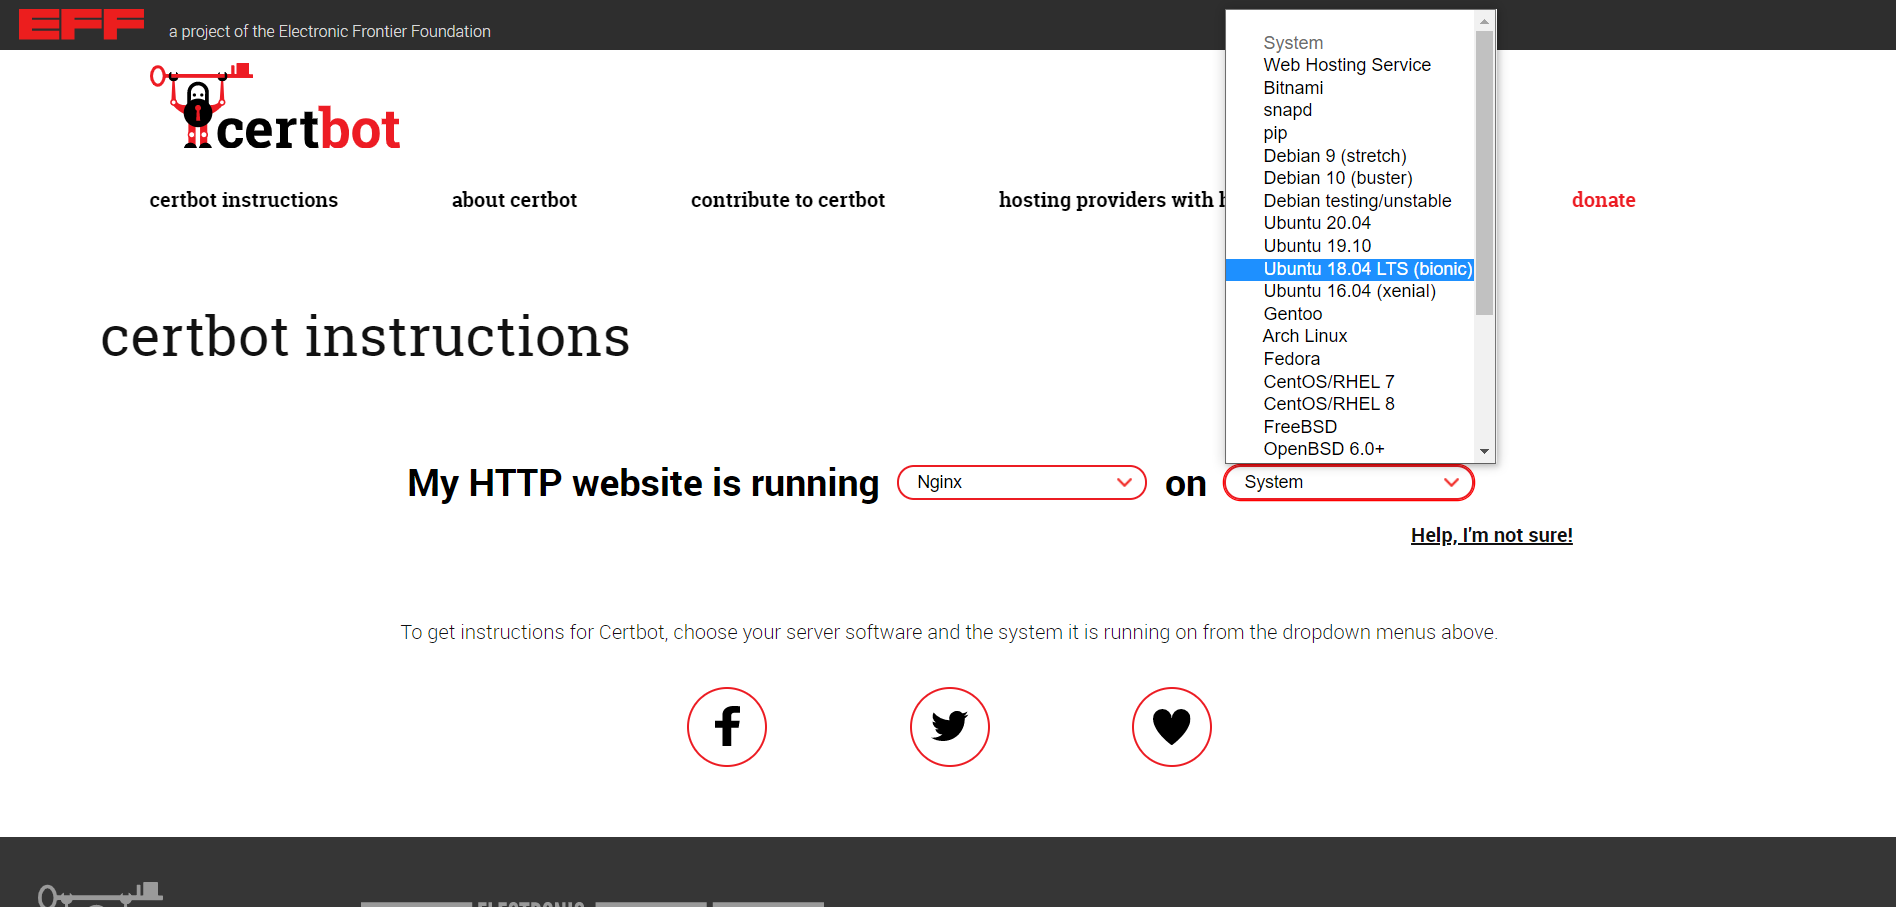 EFF
a project of the Electronic Frontier Foundation
certbot
certbot instructions
about certbot
contribute to certbot
hosting providers with
donate
System
Web Hosting Service
Bitnami
snapd
pip
Debian 9 (stretch)
Debian 10 (buster)
Debian testing/unstable
Ubuntu 20.04
Ubuntu 19.10
Ubuntu 18.04 LTS (bionic)
Ubuntu 16.04 (xenial)
Gentoo
Arch Linux
Fedora
CentOS/RHEL 7
CentOS/RHEL 8
FreeBSD
OpenBSD 6.0+
certbot instructions
My HTTP website is running Nginx on System
Help, I'm not sure!
To get instructions for Certbot, choose your server software and the system it is running on from the dropdown menus above.
ELECTRONIC